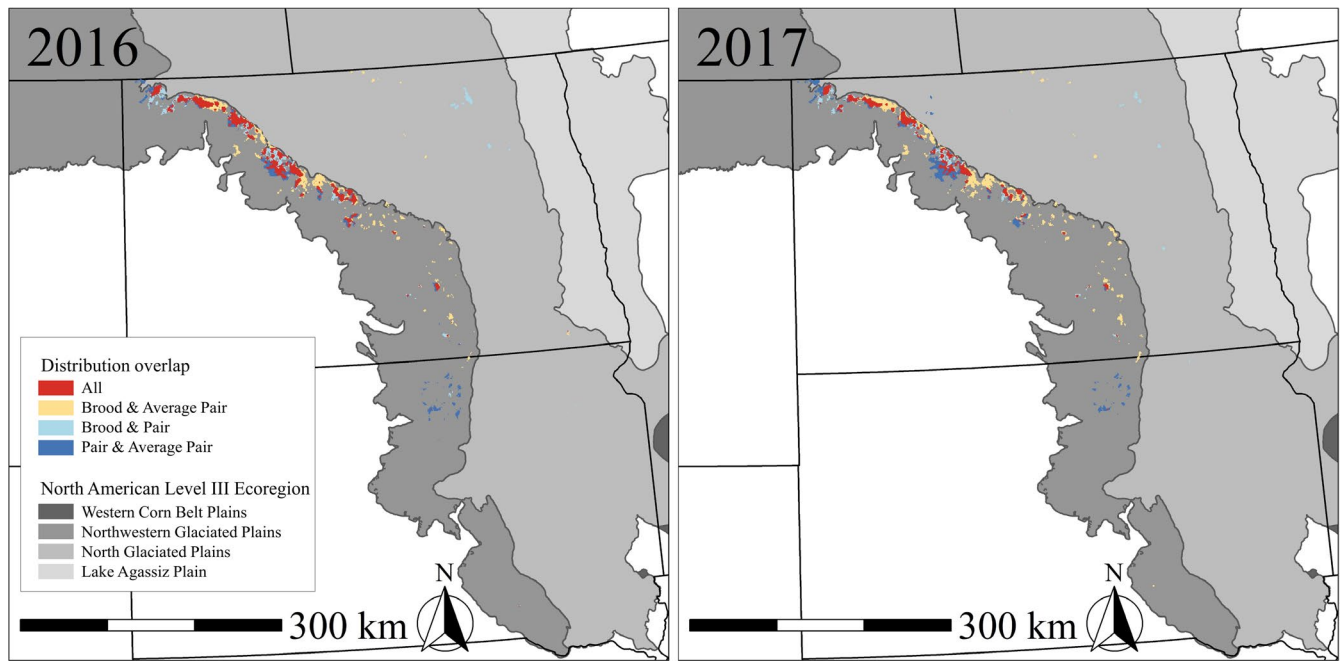 2016
2017
Distribution overlap
All
Brood & Average Pair
Brood & Pair
Pair & Average Pair
North American Level III Ecoregion
Western Corn Belt Plains
Northwestern Glaciated Plains
North Glaciated Plains
Lake Agassiz Plain
N
300 km
N
300 km